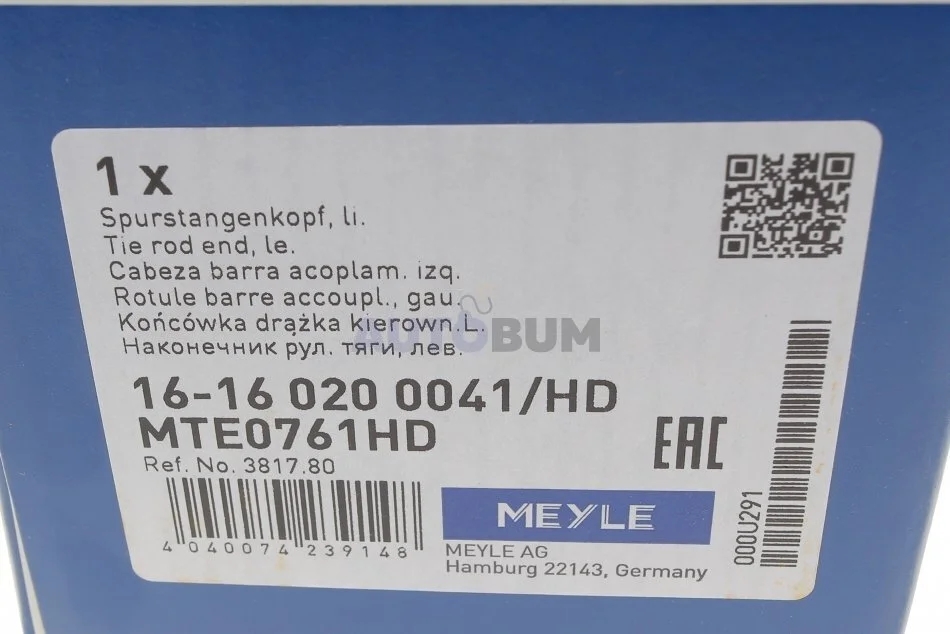 1 x
Spurstangenkopf, li.
Tie rod end, le.
Cabeza barra acoplam. izq.
Rotule barre accoupl., gau.
Końcówka drążka kierown.L.
Наконечник рул. тяги, лев.
AUTOBUM
16-16 020 0041/HD
MTE0761HD
Ref. No. 3817.80
EAC
4 040074 239148
MEYLE
MEYLE AG
Hamburg 22143, Germany
000U291